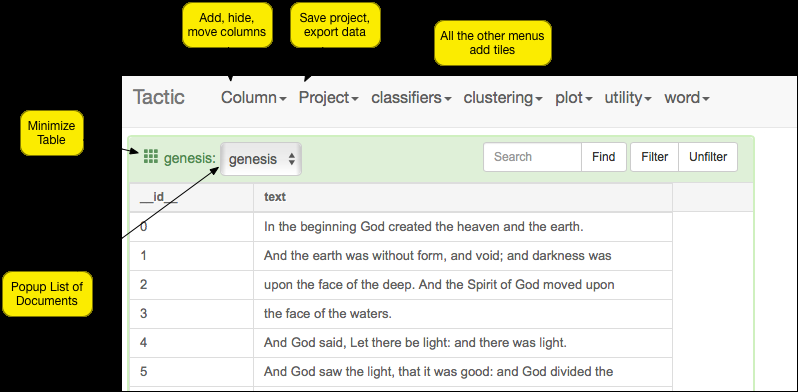 Add, hide,
move columns
Save project,
export data
All the other menus
add tiles
Tactic Column Project classifiers clustering plot utility word
Minimize
Table
genesis: genesis Search Find Filter Unfilter
__id__ text
0 In the beginning God created the heaven and the earth.
1 And the earth was without form, and void; and darkness was
2 upon the face of the deep. And the Spirit of God moved upon
3 the face of the waters.
4 And God said, Let there be light: and there was light.
5 And God saw the light, that it was good: and God divided the
Popup List of
Documents